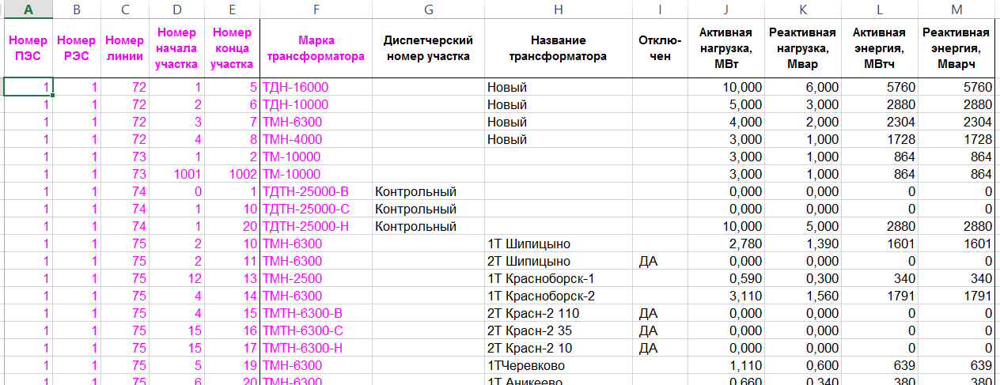 A B C D E F G H I J K L M
Номер ПЭС Номер РЭС Номер линии Номер начала участка Номер конца участка Марка трансформатора Диспетчерский номер участка Название трансформатора Отклю-чен Активная нагрузка, МВт Реактивная нагрузка, Мвар Активная энергия, МВтч Реактивная энергия, Мварч
1 1 72 1 5 ТДН-16000 Новый 10,000 6,000 5760 5760
1 1 72 2 6 ТДН-10000 Новый 5,000 3,000 2880 2880
1 1 72 3 7 ТМН-6300 Новый 4,000 2,000 2304 2304
1 1 72 4 8 ТМН-4000 Новый 3,000 1,000 1728 1728
1 1 73 1 2 ТМ-10000 3,000 1,000 864 864
1 1 73 1001 1002 ТМ-10000 3,000 1,000 864 864
1 1 74 0 1 ТДТН-25000-В Контрольный 0,000 0,000 0 0
1 1 74 1 10 ТДТН-25000-С Контрольный 0,000 0,000 0 0
1 1 74 1 20 ТДТН-25000-Н Контрольный 10,000 5,000 2880 2880
1 1 75 2 10 ТМН-6300 1Т Шипицыно 2,780 1,390 1601 1601
1 1 75 2 11 ТМН-6300 2Т Шипицыно ДА 0,000 0,000 0 0
1 1 75 12 13 ТМН-2500 1Т Красноборск-1 0,590 0,300 340 340
1 1 75 4 14 ТМН-6300 1Т Красноборск-2 3,110 1,560 1791 1791
1 1 75 4 15 ТМТН-6300-В 2Т Красн-2 110 ДА 0,000 0,000 0 0
1 1 75 15 16 ТМТН-6300-С 2Т Красн-2 35 ДА 0,000 0,000 0 0
1 1 75 15 17 ТМТН-6300-Н 2Т Красн-2 10 ДА 0,000 0,000 0 0
1 1 75 5 19 ТМН-6300 1ТЧеревково 1,110 0,600 639 639
1 1 75 6 20 ТМН-6300 1Т Аникеево 0,660 0,340 380 380